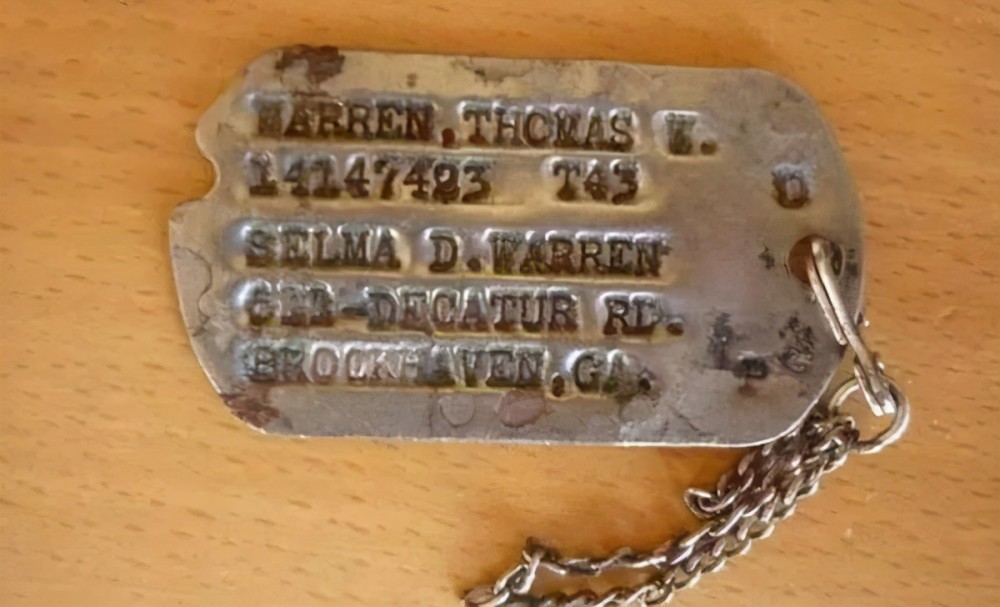 WARREN,THOMAS W.
14147423 T43 O
SELMA D.WARREN
DECATUR RD.
BROOKHAVEN,GA.